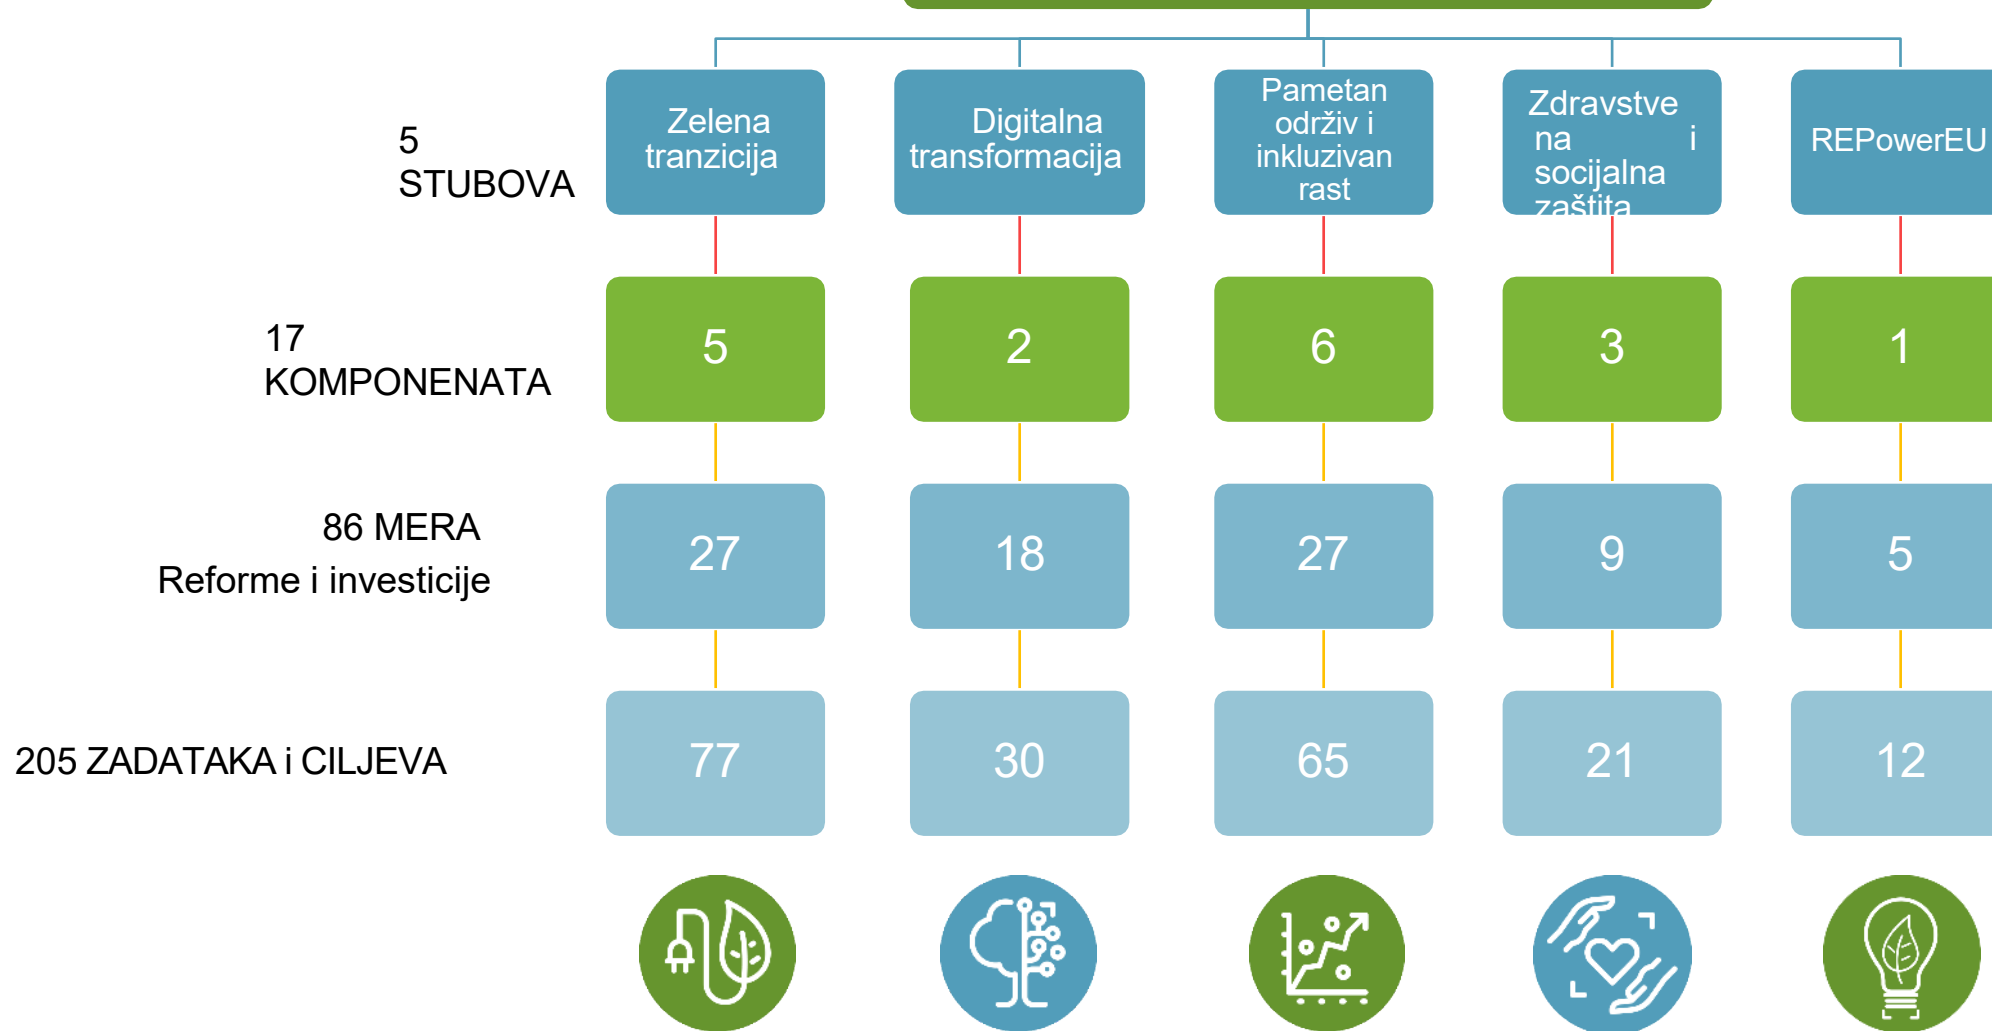 5
STUBOVA
Zelena
tranzicija
Digitalna
transformacija
Pametan
održiv i
inkluzivan
rast
Zdravstve
na i
socijalna
zaštita
REPowerEU
17
KOMPONENATA
5
2
6
3
1
86 MERA
Reforme i investicije
27
18
27
9
5
205 ZADATAKA i CILJEVA
77
30
65
21
12